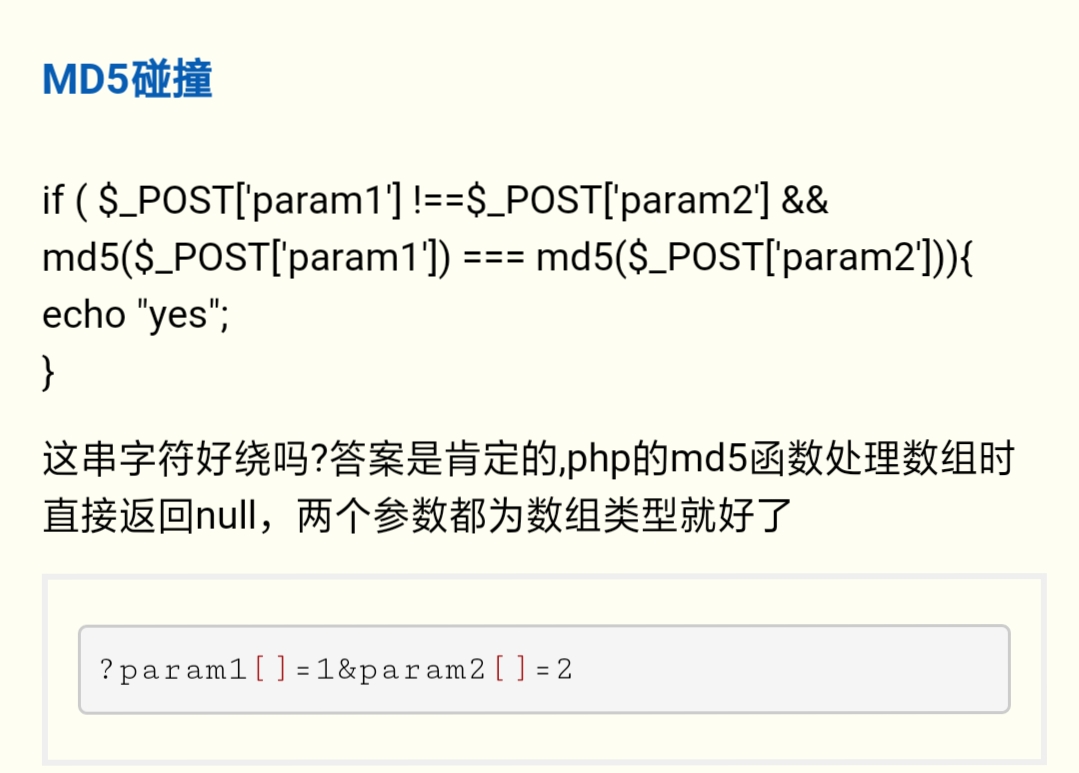 MD5碰撞
if ( $_POST['param1'] !==$_POST['param2'] &&
md5($_POST['param1']) === md5($_POST['param2'])){
echo "yes";
}
这串字符好绕吗?答案是肯定的,php的md5函数处理数组时
直接返回null，两个参数都为数组类型就好了
?param1[]=1&param2[]=2